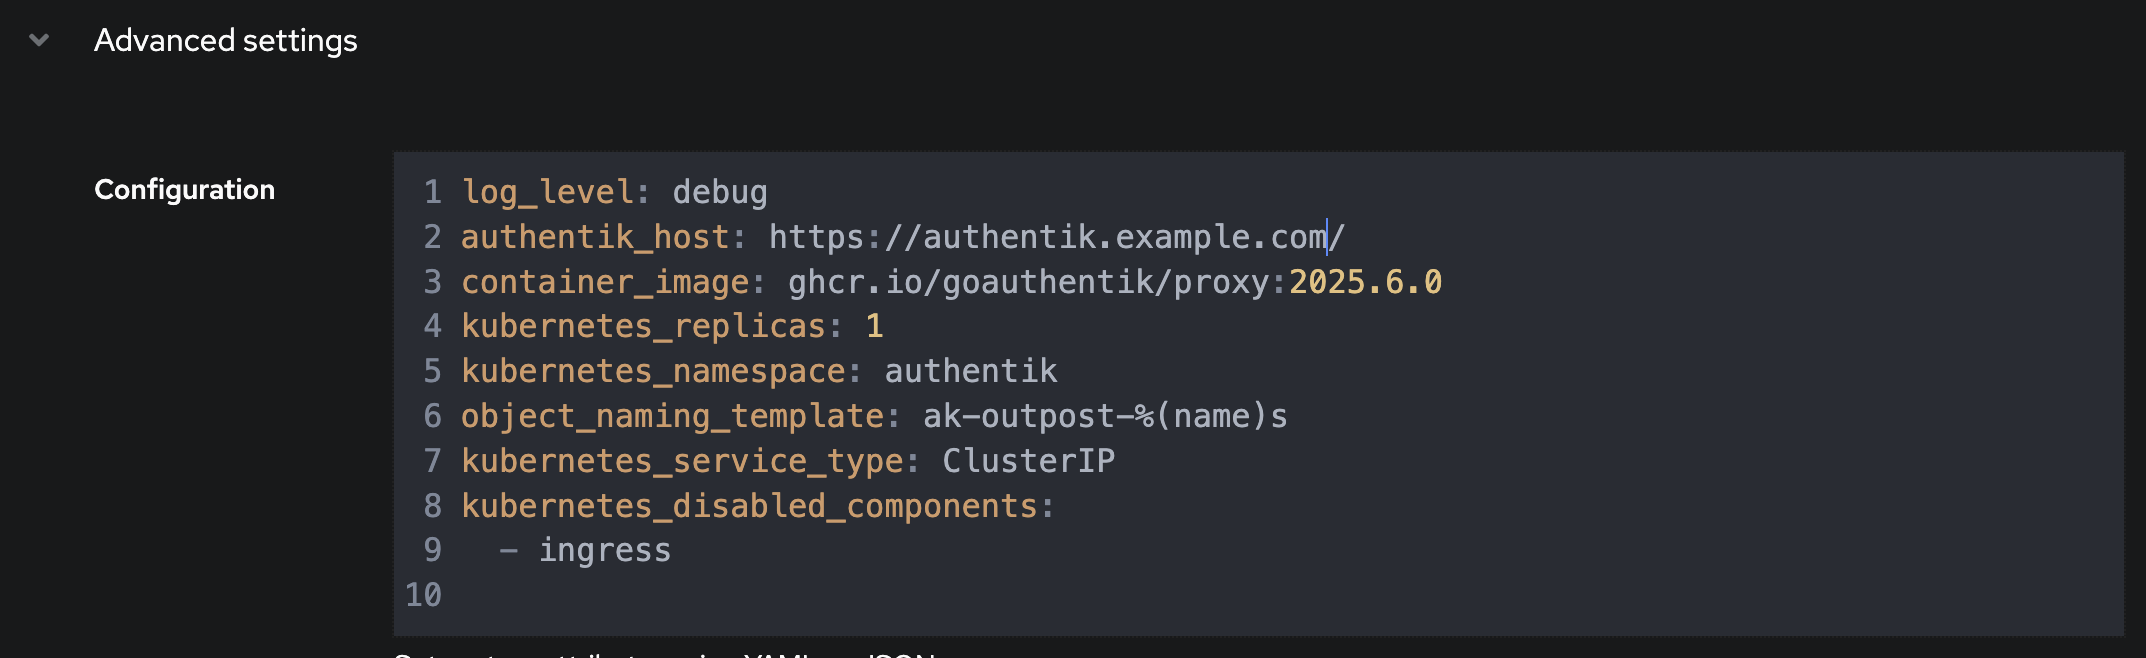 Advanced settings
Configuration
1 log_level: debug
2 authentik_host: https://authentik.example.com/
3 container_image: ghcr.io/goauthentik/proxy:2025.6.0
4 kubernetes_replicas: 1
5 kubernetes_namespace: authentik
6 object_naming_template: ak-outpost-%(name)s
7 kubernetes_service_type: ClusterIP
8 kubernetes_disabled_components:
9   - ingress
10